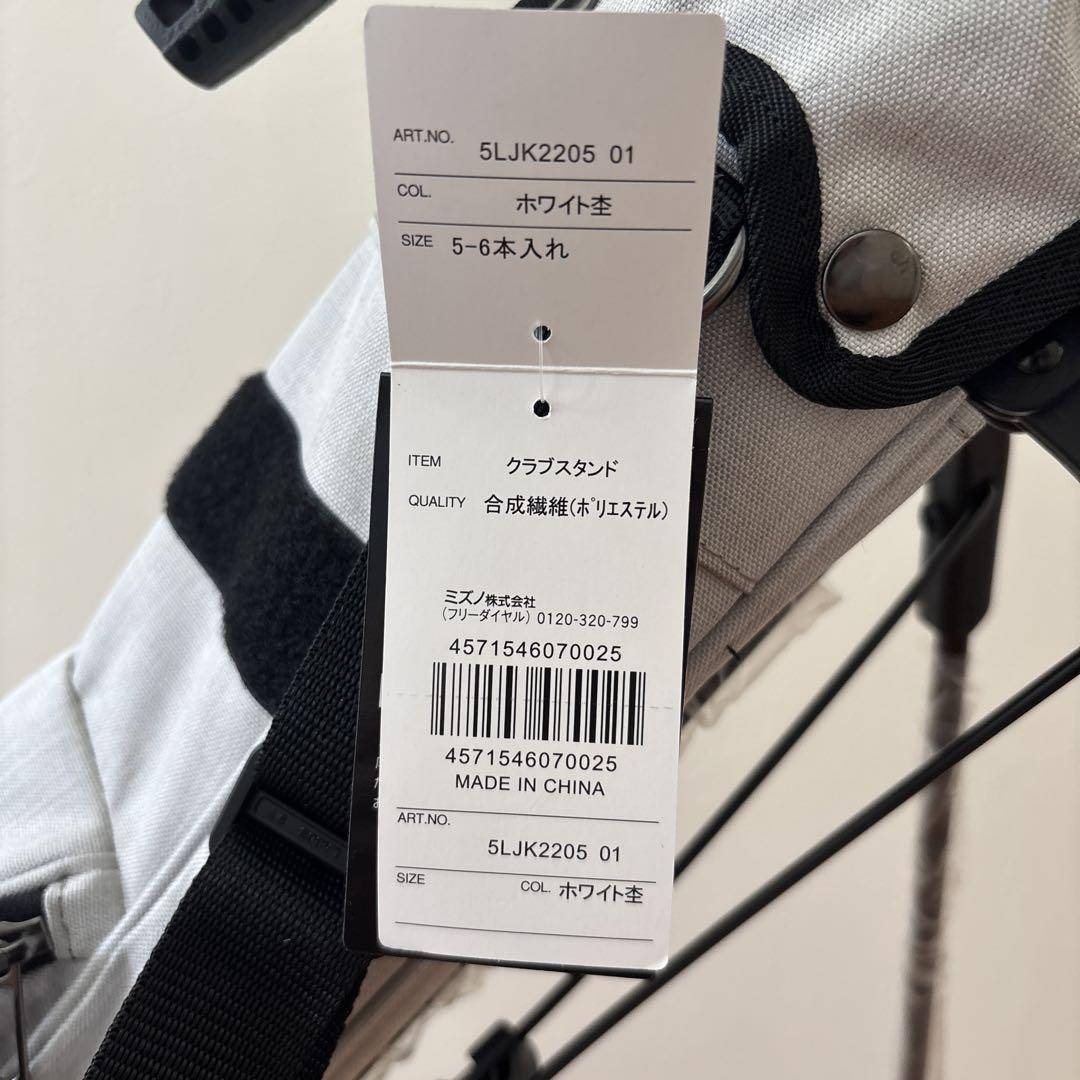 ART.NO. 5LJK2205 01
COL. ホワイト杢
SIZE 5-6本入れ
ITEM クラブスタンド
QUALITY 合成繊維(ポリエステル)
ミズノ株式会社
(フリーダイヤル) 0120-320-799
4571546070025
4571546070025
MADE IN CHINA
ART.NO.
5LJK2205 01
SIZE COL. ホワイト杢